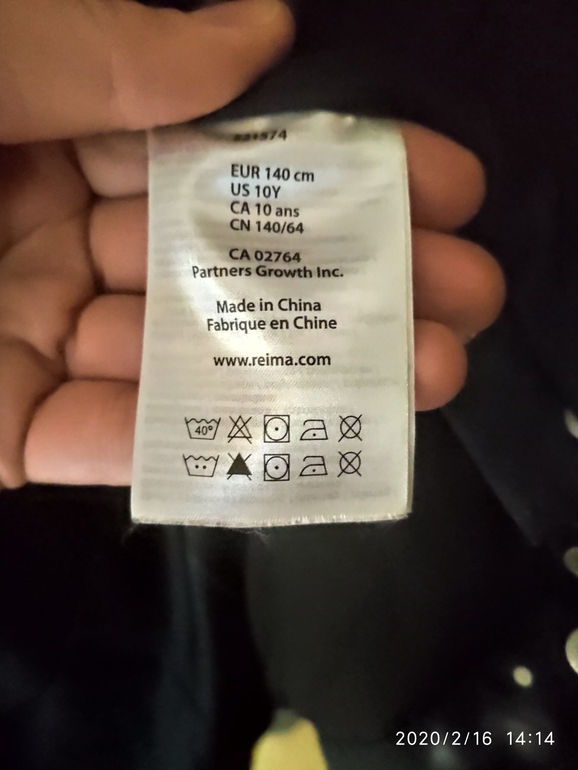 EUR 140 cm
US 10Y
CA 10 ans
CN 140/64
CA 02764
Partners Growth Inc.
Made in China
Fabrique en Chine
www.reima.com
40°
2020/2/16 14:14